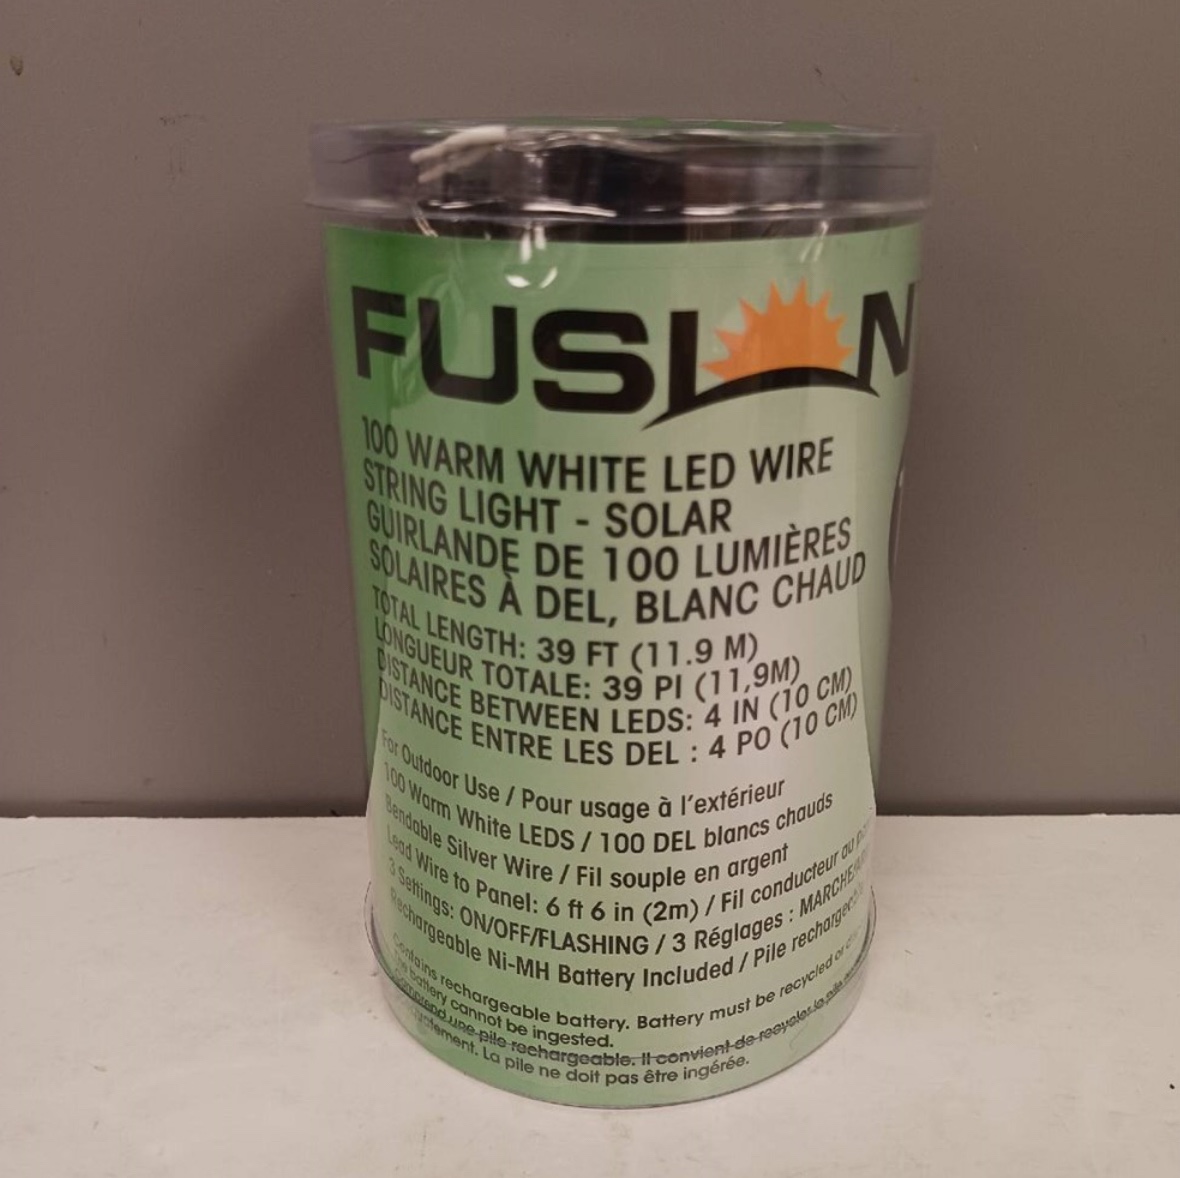 FUSION
100 WARM WHITE LED WIRE
STRING LIGHT - SOLAR
GUIRLANDE DE 100 LUMIÈRES
SOLAIRES À DEL, BLANC CHAUD
TOTAL LENGTH: 39 FT (11.9 M)
LONGUEUR TOTALE: 39 PI (11,9M)
DISTANCE BETWEEN LEDS: 4 IN (10 CM)
DISTANCE ENTRE LES DEL : 4 PO (10 CM)
For Outdoor Use / Pour usage à l'extérieur
100 Warm White LEDS / 100 DEL blancs chauds
Bendable Silver Wire / Fil souple en argent
Lead Wire to Panel: 6 ft 6 in (2m) / Fil conducteur au
3 Settings: ON/OFF/FLASHING / 3 Réglages : MARCHE
Rechargeable Ni-MH Battery Included / Pile rechargeable
Contains rechargeable battery. Battery must be recycled or
The battery cannot be ingested.
Comprend une pile rechargeable. Il convient de recycler la pile
La pile ne doit pas être ingérée.